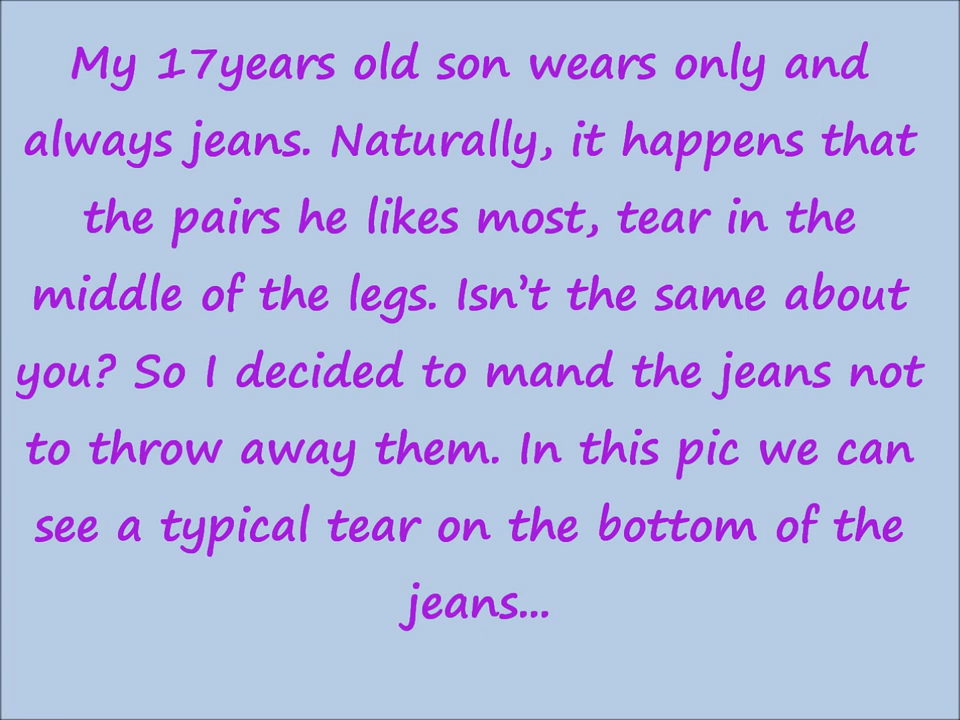 My 17years old son wears only and
always jeans. Naturally, it happens that
the pairs he likes most, tear in the
middle of the legs. Isn’t the same about
you? So I decided to mand the jeans not
to throw away them. In this pic we can
see a typical tear on the bottom of the
jeans...